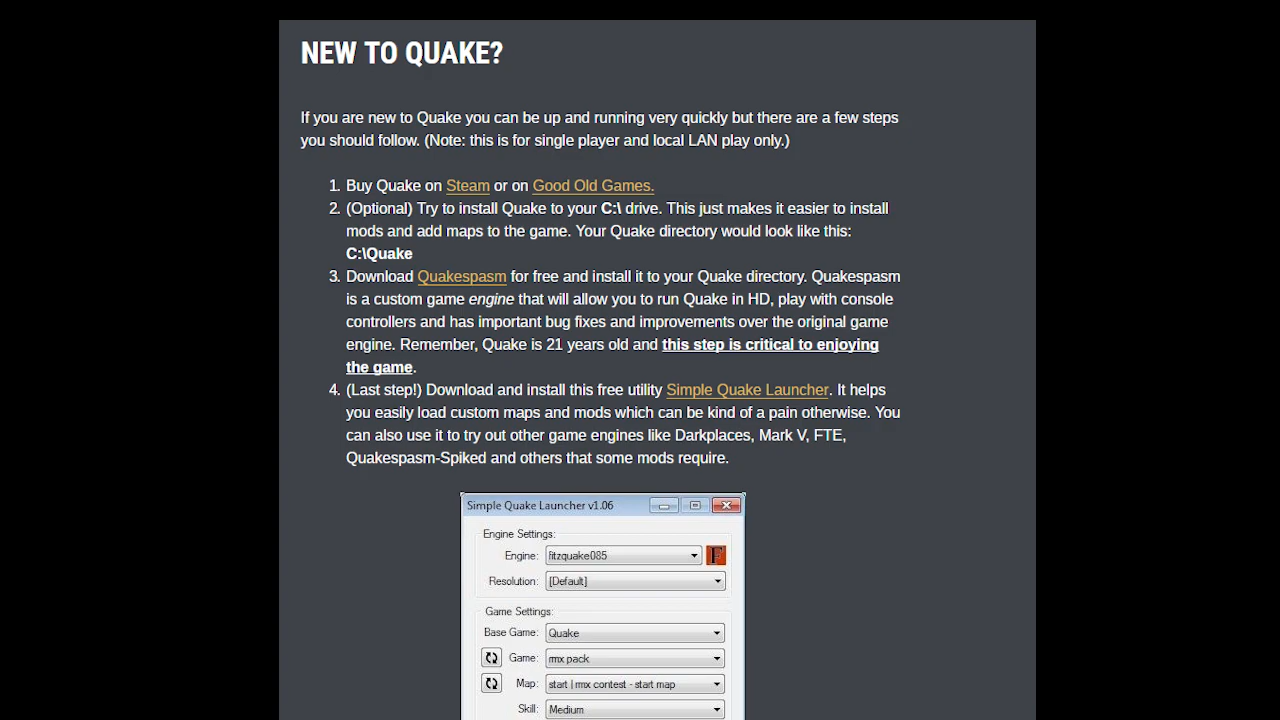 NEW TO QUAKE?
If you are new to Quake you can be up and running very quickly but there are a few steps
you should follow. (Note: this is for single player and local LAN play only.)
1. Buy Quake on Steam or on Good Old Games.
2. (Optional) Try to install Quake to your C:\ drive. This just makes it easier to install
mods and add maps to the game. Your Quake directory would look like this:
C:\Quake
3. Download Quakespasm for free and install it to your Quake directory. Quakespasm
is a custom game engine that will allow you to run Quake in HD, play with console
controllers and has important bug fixes and improvements over the original game
engine. Remember, Quake is 21 years old and this step is critical to enjoying
the game.
4. (Last step!) Download and install this free utility Simple Quake Launcher. It helps
you easily load custom maps and mods which can be kind of a pain otherwise. You
can also use it to try out other game engines like Darkplaces, Mark V, FTE,
Quakespasm-Spiked and others that some mods require.
Simple Quake Launcher v1.06
Engine Settings:
Engine: fitzquake085 F
Resolution: [Default]
Game Settings:
Base Game: Quake
Game: rmx pack
Map: start | rmx contest - start map
Skill: Medium